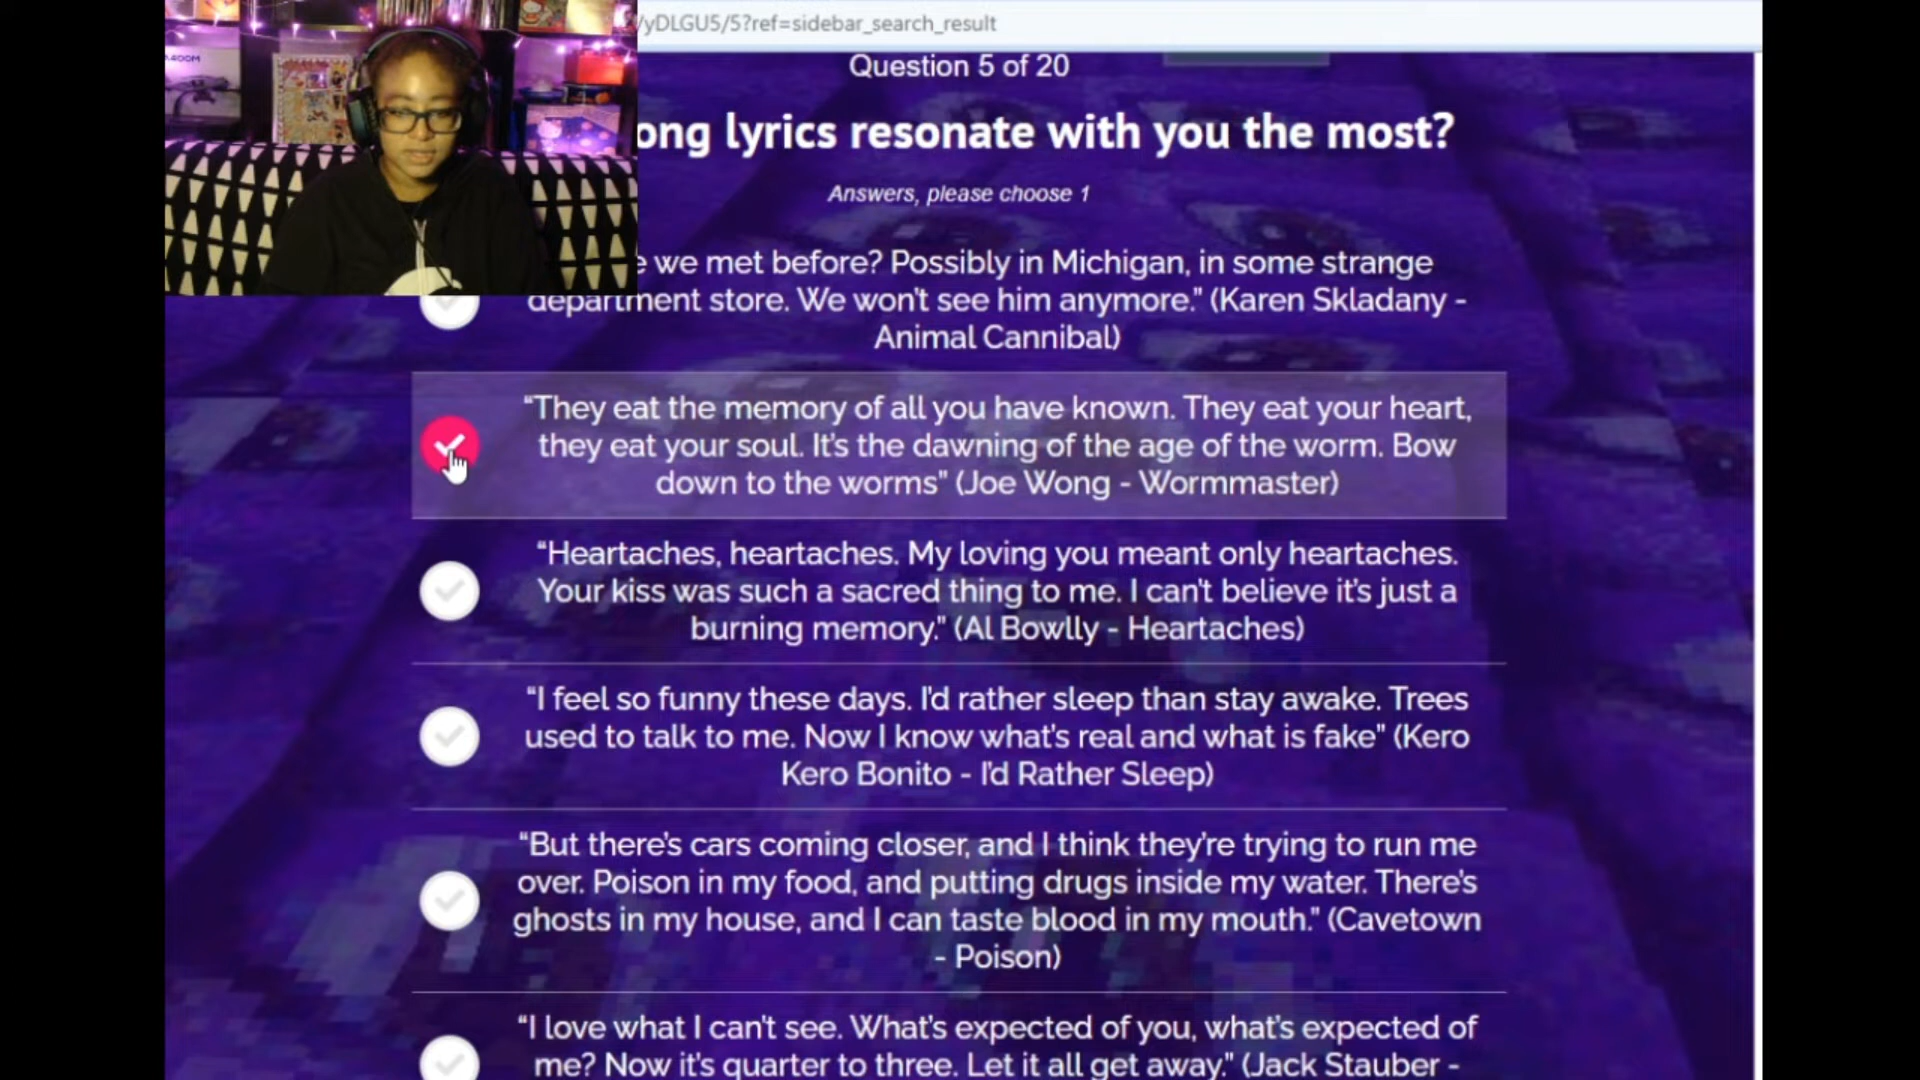 /yDLGU5/5?ref=sidebar_search_result
Question 5 of 20
ong lyrics resonate with you the most?
Answers, please choose 1
e we met before? Possibly in Michigan, in some strange
department store. We won't see him anymore." (Karen Skladany -
Animal Cannibal)
"They eat the memory of all you have known. They eat your heart,
they eat your soul. It's the dawning of the age of the worm. Bow
down to the worms" (Joe Wong - Wormmaster)
"Heartaches, heartaches. My loving you meant only heartaches.
Your kiss was such a sacred thing to me. I can't believe it's just a
burning memory." (Al Bowlly - Heartaches)
"I feel so funny these days. I'd rather sleep than stay awake. Trees
used to talk to me. Now I know what's real and what is fake" (Kero
Kero Bonito - I'd Rather Sleep)
"But there's cars coming closer, and I think they're trying to run me
over. Poison in my food, and putting drugs inside my water. There's
ghosts in my house, and I can taste blood in my mouth." (Cavetown
- Poison)
"I love what I can't see. What's expected of you, what's expected of
me? Now it's quarter to three. Let it all get away." (Jack Stauber -